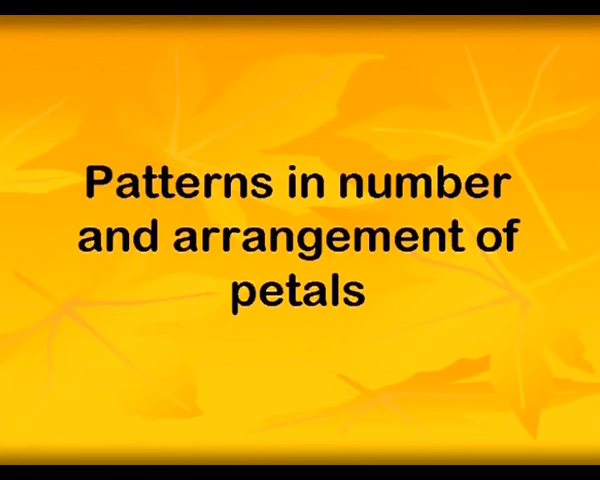 Patterns in number
and arrangement of
petals